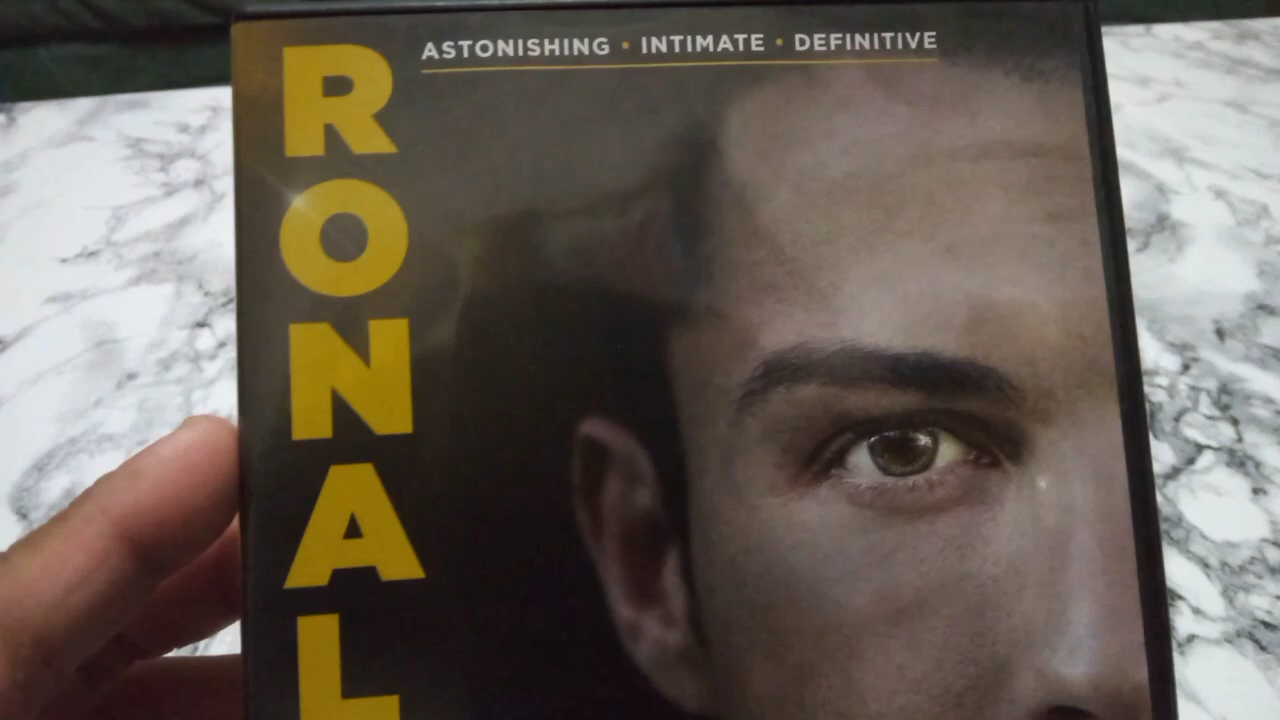 ASTONISHING • INTIMATE • DEFINITIVE
RONAL